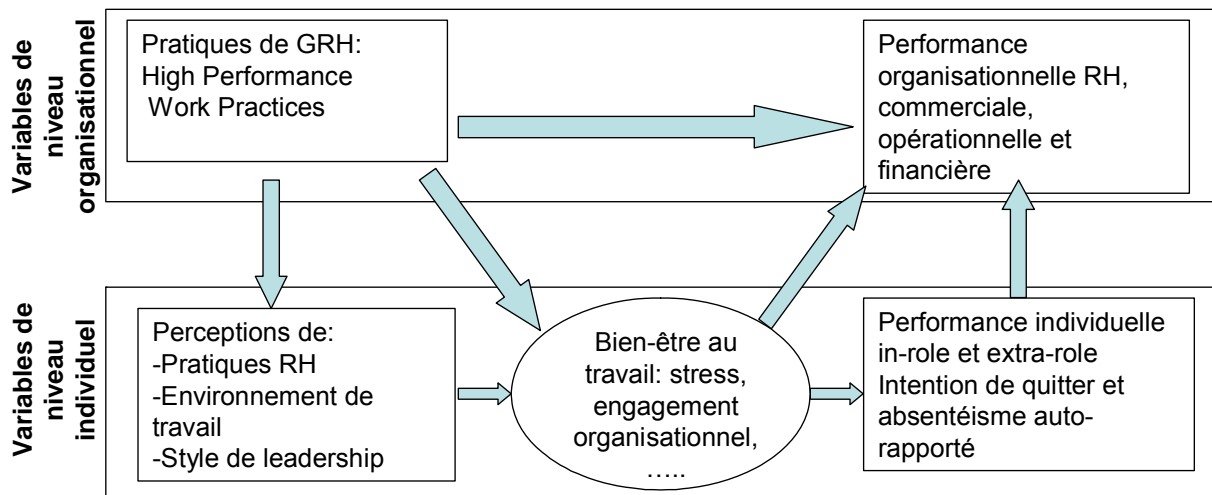 Variables de
niveau
organisationnel
Pratiques de GRH:
High Performance
Work Practices
Performance
organisationnelle RH,
commerciale,
opérationnelle et
financière
Variables de
niveau
individuel
Perceptions de:
-Pratiques RH
-Environnement de
travail
-Style de leadership
Bien-être au
travail: stress,
engagement
organisationnel,
…..
Performance individuelle
in-role et extra-role
Intention de quitter et
absentéisme auto-
rapporté